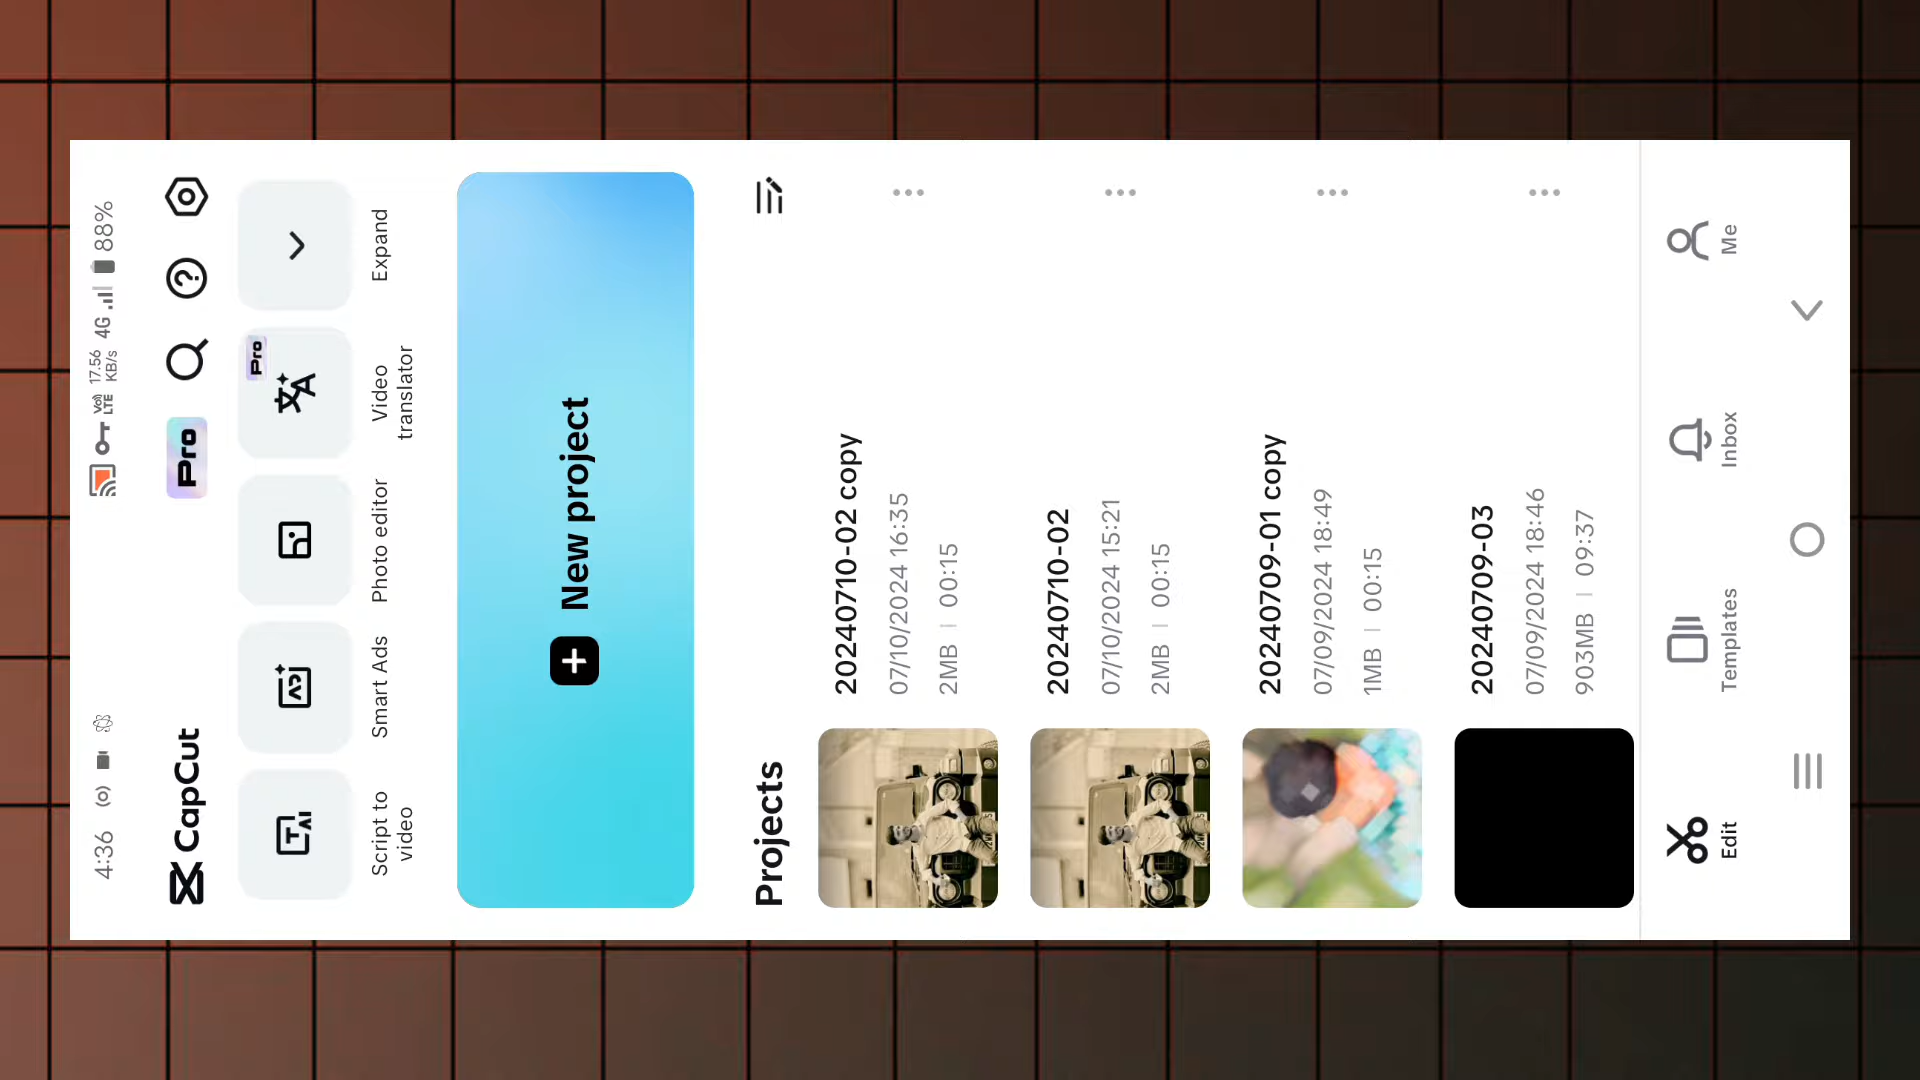 4:36 VoD LTE 17.56 KB/s 4G 88%
CapCut Pro
Script to video
Smart Ads
Photo editor
Pro
Video translator
Expand
New project
Projects
20240710-02 copy
07/10/2024 16:35
2MB | 00:15
20240710-02
07/10/2024 15:21
2MB | 00:15
20240709-01 copy
07/09/2024 18:49
1MB | 00:15
20240709-03
07/09/2024 18:46
903MB | 09:37
Edit
Templates
Inbox
Me